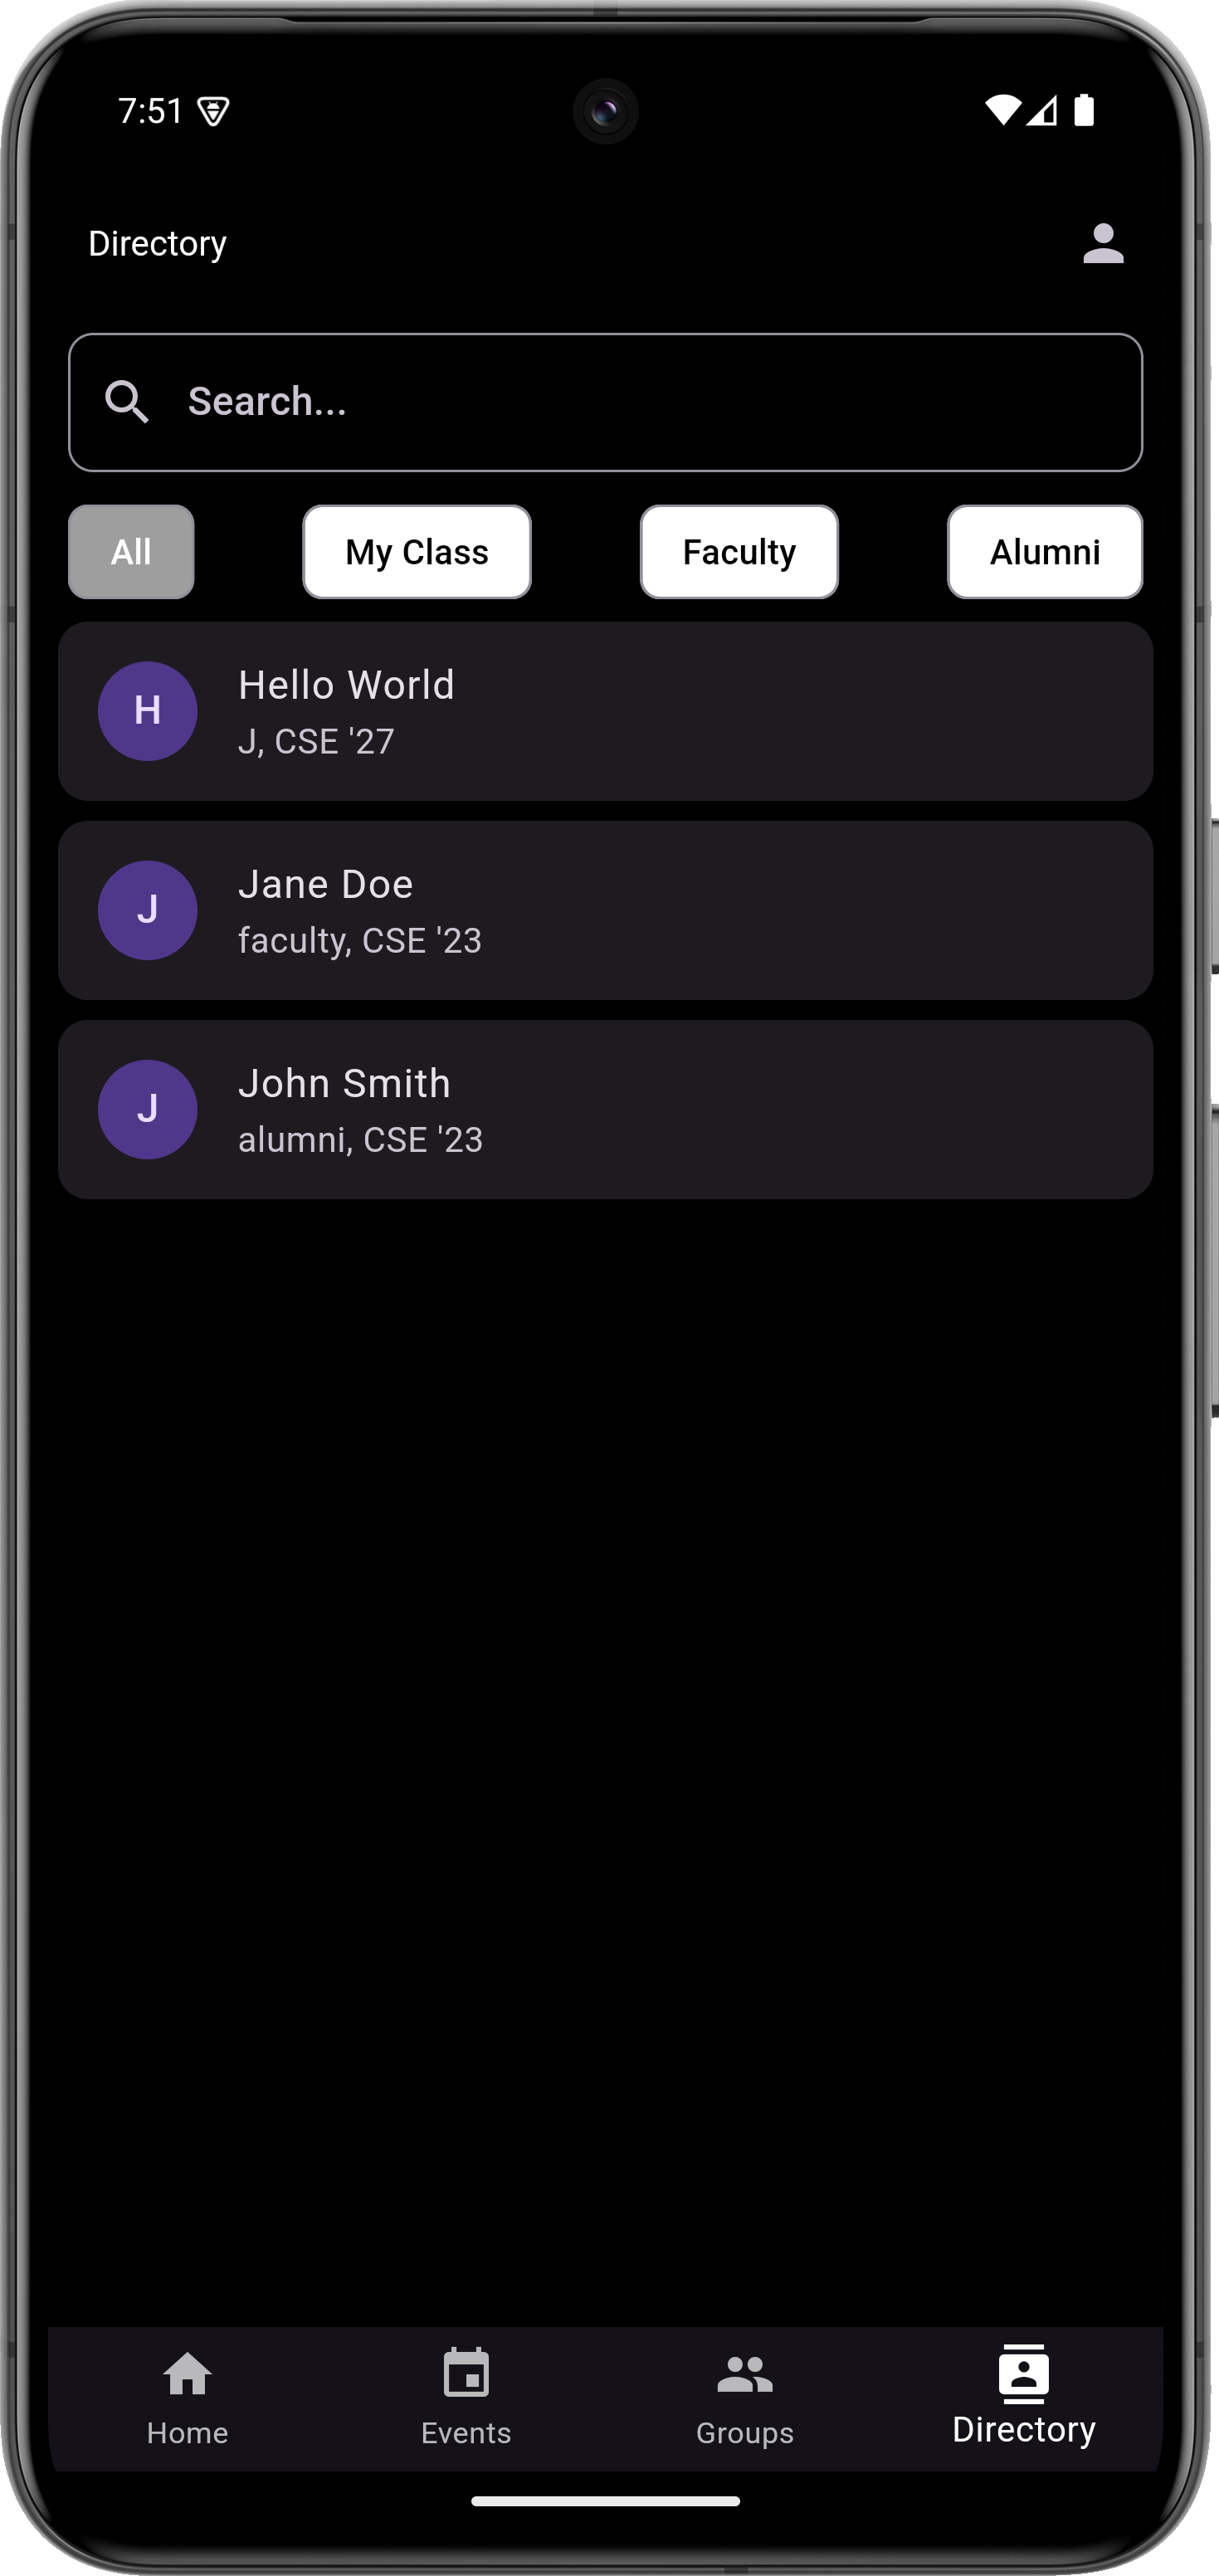 7:51
Directory
Search...
All
My Class
Faculty
Alumni
H
Hello World
J, CSE '27
J
Jane Doe
faculty, CSE '23
J
John Smith
alumni, CSE '23
Home
Events
Groups
Directory